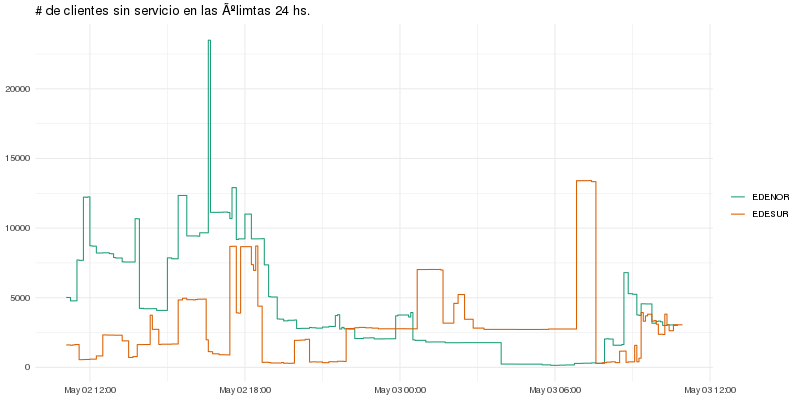 # de clientes sin servicio en las Ãºlimtas 24 hs.
20000
15000
10000
5000
0
May 02 12:00
May 02 18:00
May 03 00:00
May 03 06:00
May 03 12:00
EDENOR
EDESUR